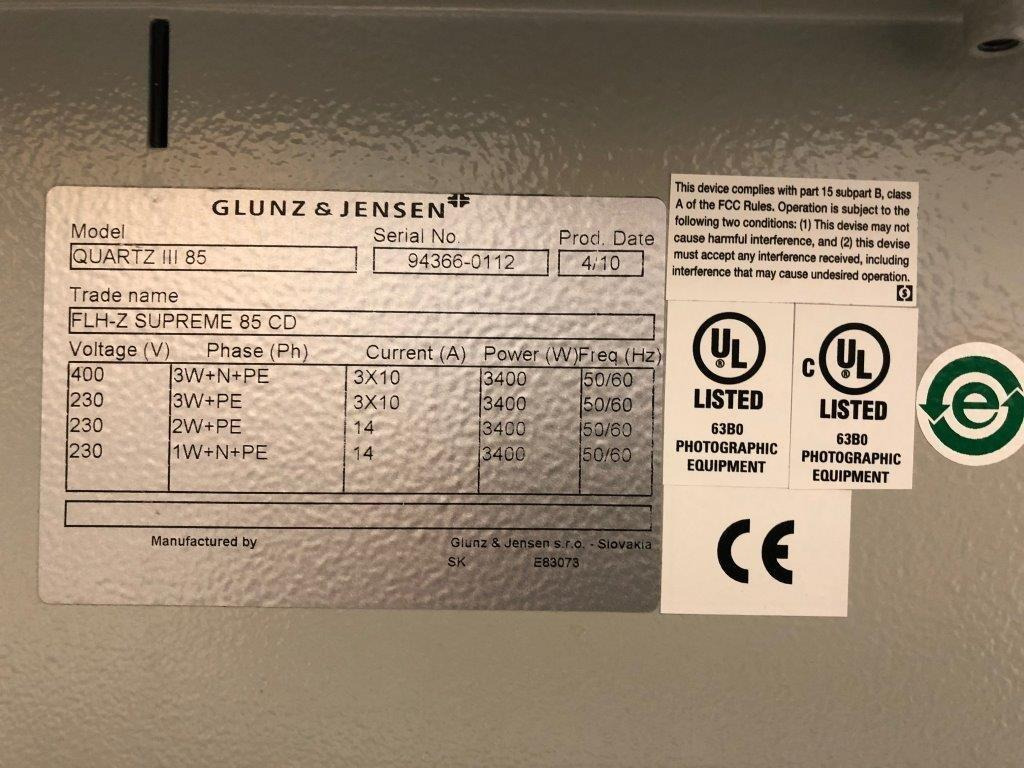 GLUNZ & JENSEN
Model
Serial No.
Prod. Date
QUARTZ III 85
94366-0112
4/10
Trade name
FLH-Z SUPREME 85 CD
Voltage (V) Phase (Ph) Current (A) Power (W) Freq (Hz)
400 3W+N+PE 3X10 3400 50/60
230 3W+PE 3X10 3400 50/60
230 2W+PE 14 3400 50/60
230 1W+N+PE 14 3400 50/60
Manufactured by Glunz & Jensen s.r.o. - Slovakia
SK E83073
This device complies with part 15 subpart B, class
A of the FCC Rules. Operation is subject to the
following two conditions: (1) This device may not
cause harmful interference, and (2) this devise
must accept any interference received, including
interference that may cause undesired operation.
UL
®
LISTED
63B0
PHOTOGRAPHIC
EQUIPMENT
C UL
®
LISTED
63B0
PHOTOGRAPHIC
EQUIPMENT
CE
e